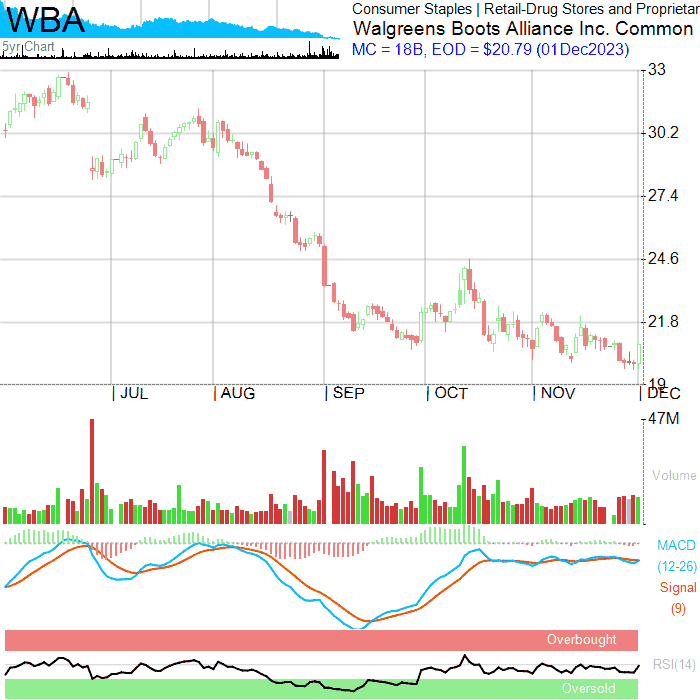 WBA
5yr Chart
Consumer Staples | Retail-Drug Stores and Proprietar
Walgreens Boots Alliance Inc. Common
MC = 18B, EOD = $20.79 (01Dec2023)
33
30.2
27.4
24.6
21.8
19
JUL AUG SEP OCT NOV DEC
47M
Volume
MACD
(12-26)
Signal
(9)
Overbought
RSI(14)
Oversold